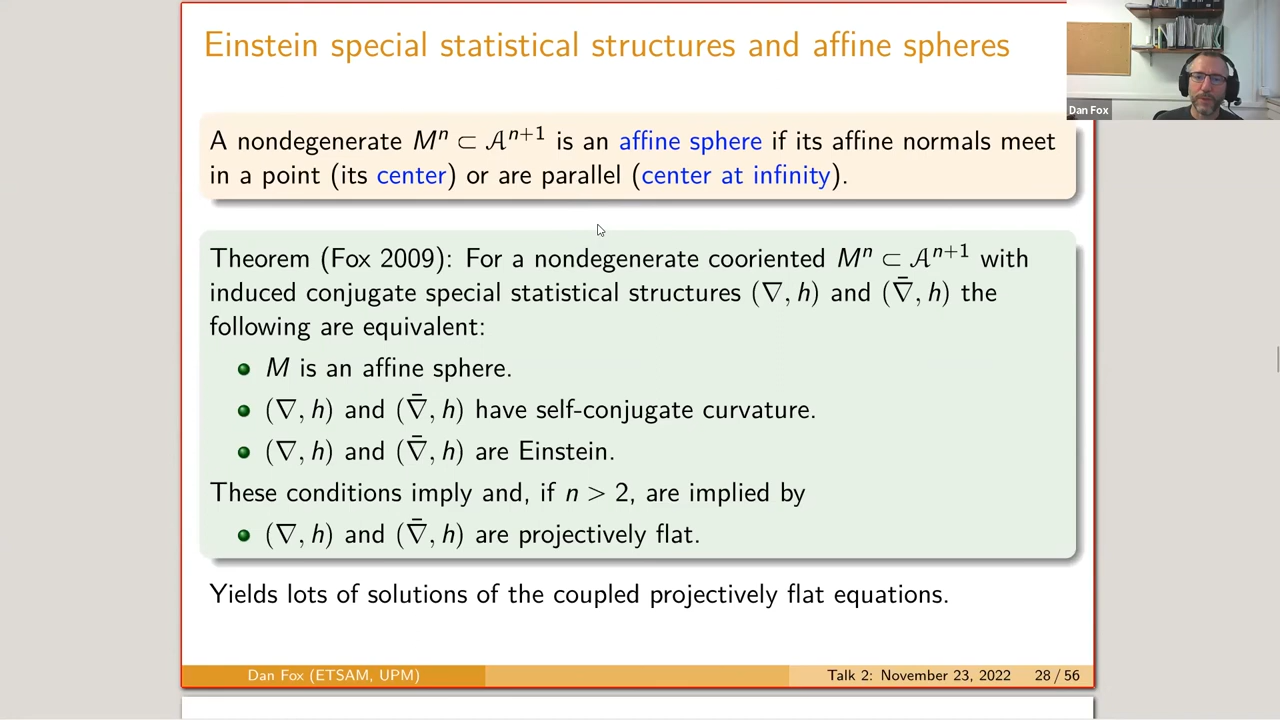 Einstein special statistical structures and affine spheres
Dan Fox
A nondegenerate Mⁿ ⊂ 𝒜ⁿ⁺¹ is an affine sphere if its affine normals meet
in a point (its center) or are parallel (center at infinity).
Theorem (Fox 2009): For a nondegenerate cooriented Mⁿ ⊂ 𝒜ⁿ⁺¹ with
induced conjugate special statistical structures (∇, h) and (∇̄, h) the
following are equivalent:
M is an affine sphere.
(∇, h) and (∇̄, h) have self-conjugate curvature.
(∇, h) and (∇̄, h) are Einstein.
These conditions imply and, if n > 2, are implied by
(∇, h) and (∇̄, h) are projectively flat.
Yields lots of solutions of the coupled projectively flat equations.
Dan Fox (ETSAM, UPM)
Talk 2: November 23, 2022
28 / 56